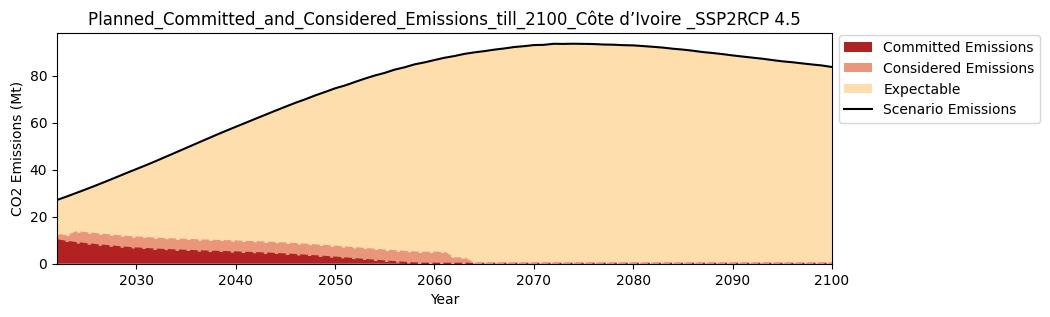 Planned_Committed_and_Considered_Emissions_till_2100_Côte d’Ivoire _SSP2RCP 4.5
CO2 Emissions (Mt)
80
60
40
20
0
2030 2040 2050 2060 2070 2080 2090 2100
Year
Committed Emissions
Considered Emissions
Expectable
Scenario Emissions